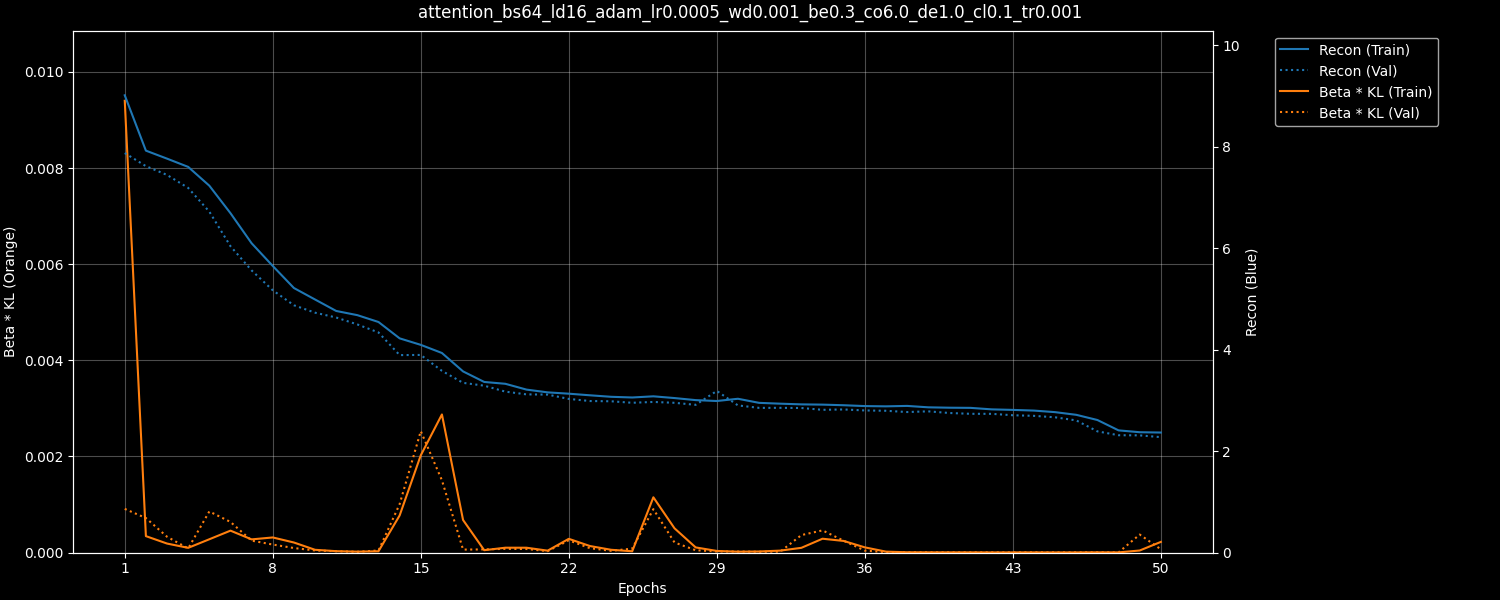 attention_bs64_ld16_adam_lr0.0005_wd0.001_be0.3_co6.0_de1.0_cl0.1_tr0.001
Beta * KL (Orange)
0.010
0.008
0.006
0.004
0.002
0.000
1
8
15
22
29
36
43
50
Epochs
10
8
6
4
2
0
Recon (Blue)
Recon (Train)
Recon (Val)
Beta * KL (Train)
Beta * KL (Val)